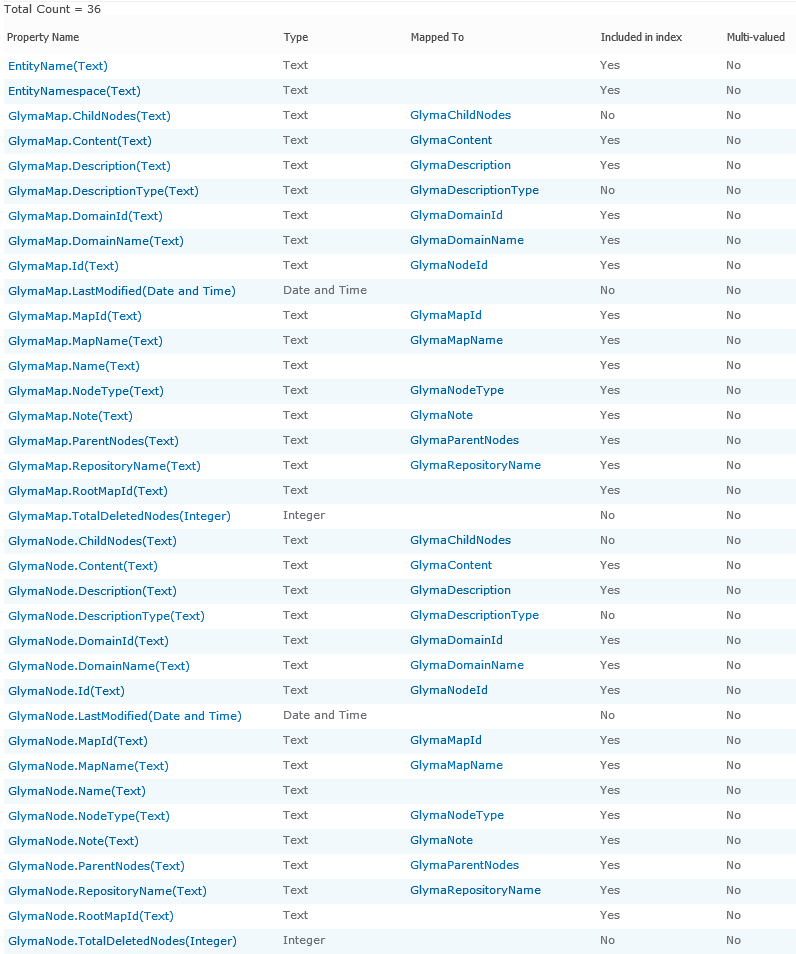 Total Count = 36
Property Name Type Mapped To Included in index Multi-valued
EntityName(Text) Text Yes No
EntityNamespace(Text) Text Yes No
GlymaMap.ChildNodes(Text) Text GlymaChildNodes No No
GlymaMap.Content(Text) Text GlymaContent Yes No
GlymaMap.Description(Text) Text GlymaDescription Yes No
GlymaMap.DescriptionType(Text) Text GlymaDescriptionType No No
GlymaMap.DomainId(Text) Text GlymaDomainId Yes No
GlymaMap.DomainName(Text) Text GlymaDomainName Yes No
GlymaMap.Id(Text) Text GlymaNodeId Yes No
GlymaMap.LastModified(Date and Time) Date and Time No No
GlymaMap.MapId(Text) Text GlymaMapId Yes No
GlymaMap.MapName(Text) Text GlymaMapName Yes No
GlymaMap.Name(Text) Text Yes No
GlymaMap.NodeType(Text) Text GlymaNodeType Yes No
GlymaMap.Note(Text) Text GlymaNote Yes No
GlymaMap.ParentNodes(Text) Text GlymaParentNodes Yes No
GlymaMap.RepositoryName(Text) Text GlymaRepositoryName Yes No
GlymaMap.RootMapId(Text) Text Yes No
GlymaMap.TotalDeletedNodes(Integer) Integer No No
GlymaNode.ChildNodes(Text) Text GlymaChildNodes No No
GlymaNode.Content(Text) Text GlymaContent Yes No
GlymaNode.Description(Text) Text GlymaDescription Yes No
GlymaNode.DescriptionType(Text) Text GlymaDescriptionType No No
GlymaNode.DomainId(Text) Text GlymaDomainId Yes No
GlymaNode.DomainName(Text) Text GlymaDomainName Yes No
GlymaNode.Id(Text) Text GlymaNodeId Yes No
GlymaNode.LastModified(Date and Time) Date and Time No No
GlymaNode.MapId(Text) Text GlymaMapId Yes No
GlymaNode.MapName(Text) Text GlymaMapName Yes No
GlymaNode.Name(Text) Text Yes No
GlymaNode.NodeType(Text) Text GlymaNodeType Yes No
GlymaNode.Note(Text) Text GlymaNote Yes No
GlymaNode.ParentNodes(Text) Text GlymaParentNodes Yes No
GlymaNode.RepositoryName(Text) Text GlymaRepositoryName Yes No
GlymaNode.RootMapId(Text) Text Yes No
GlymaNode.TotalDeletedNodes(Integer) Integer No No